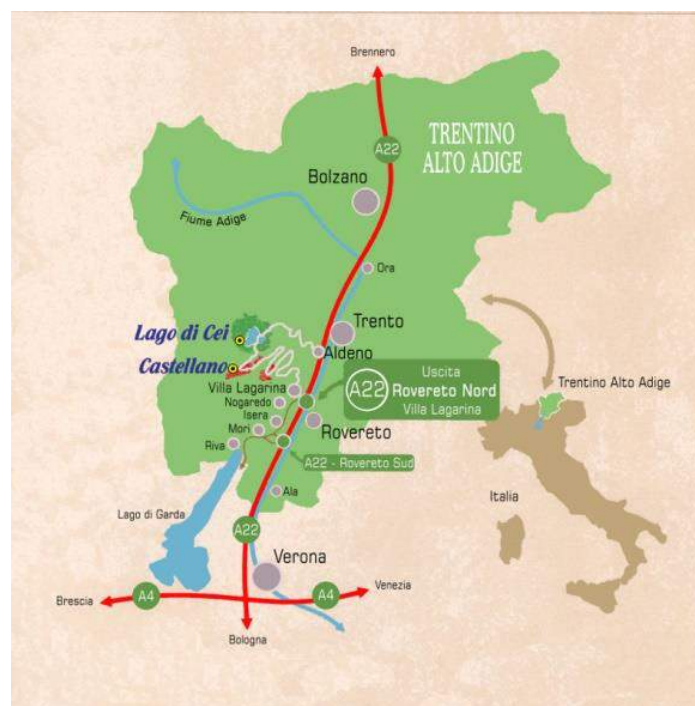 Brennero
TRENTINO
ALTO ADIGE
A22
Bolzano
Fiume Adige
Ora
Trento
Lago di Cei
Aldeno
Castellano
Uscita
A22 Rovereto Nord
Villa Lagarina
Trentino Alto Adige
Villa Lagarina
Nogaredo
Isera
Mori
Rovereto
Riva
A22 - Rovereto Sud
Ala
Italia
Lago di Garda
A22
Verona
Brescia
A4
A4
Venezia
Bologna